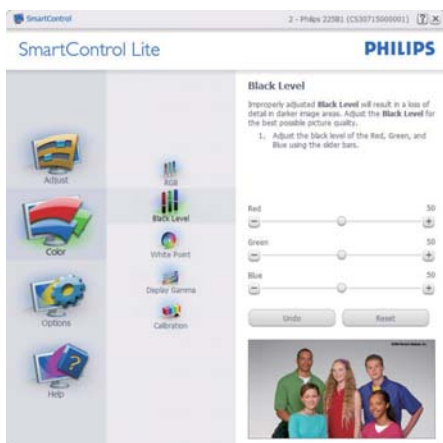 SmartControl
2 - Philips 225B1 (CS30715000001)
SmartControl Lite
PHILIPS
Adjust
Color
Options
Help
RGB
Black Level
White Point
Display Gamma
Calibration
Black Level
Improperly adjusted Black Level will result in a loss of
detail in darker image areas. Adjust the Black Level for
the best possible picture quality.
1. Adjust the black level of the Red, Green, and
Blue using the slider bars.
Red 50
Green 50
Blue 50
Undo Reset